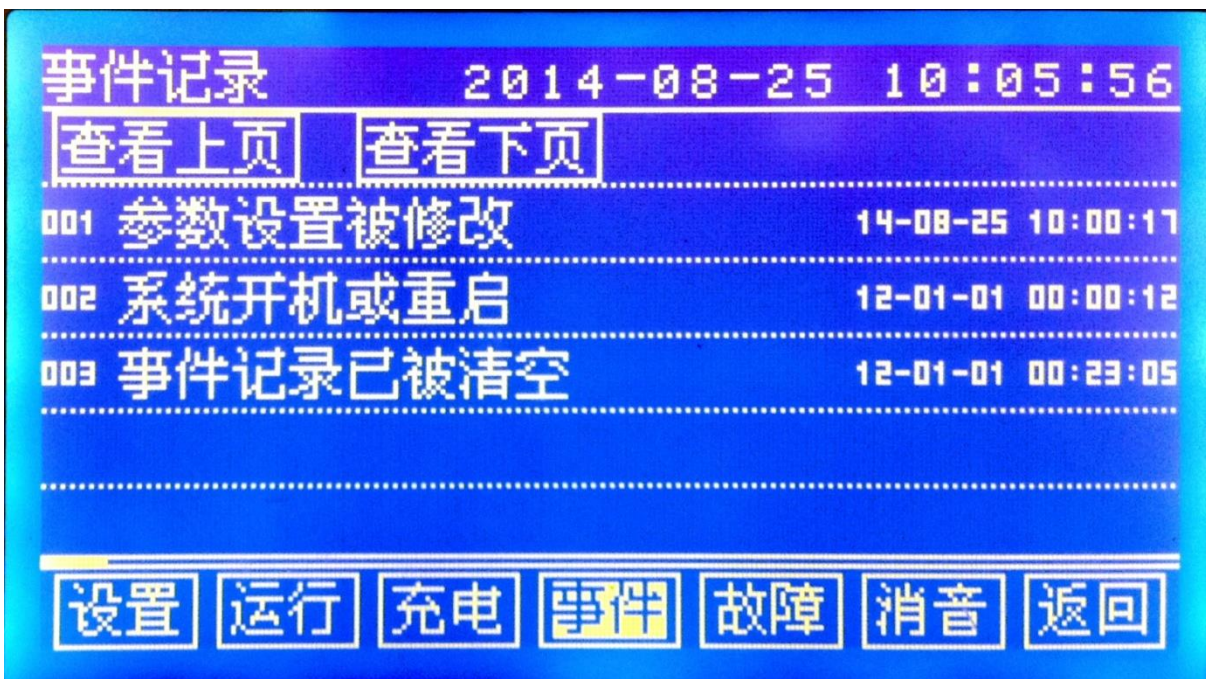 事件记录 2014-08-25 10:05:56
查看上页 查看下页
001 参数设置被修改 14-08-25 10:00:17
002 系统开机或重启 12-01-01 00:00:12
003 事件记录已被清空 12-01-01 00:23:05
设置 运行 充电 事件 故障 消音 返回